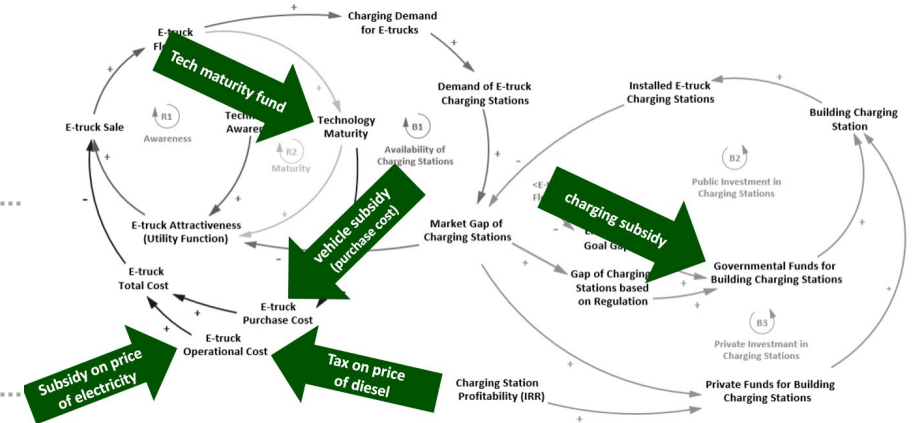 Charging Demand
for E-trucks
E-truck
Tech maturity fund
Demand of E-truck
Charging Stations
Installed E-truck
Charging Stations
Building Charging
Station
R1
Awareness
E-truck Sale
Technology
Maturity
B1
Availability of
Charging Stations
R2
Maturity
B2
Public Investment in
Charging Stations
E-truck Attractiveness
(Utility Function)
vehicle subsidy
(purchase cost)
Market Gap of
Charging Stations
charging subsidy
Goal
Governmental Funds for
Building Charging Stations
Gap of Charging
Stations based
on Regulation
E-truck
Total Cost
E-truck
Purchase Cost
B3
Private Investmant in
Charging Stations
E-truck
Operational Cost
Subsidy on price
of electricity
Tax on price
of diesel
Charging Station
Profitability (IRR)
Private Funds for Building
Charging Stations